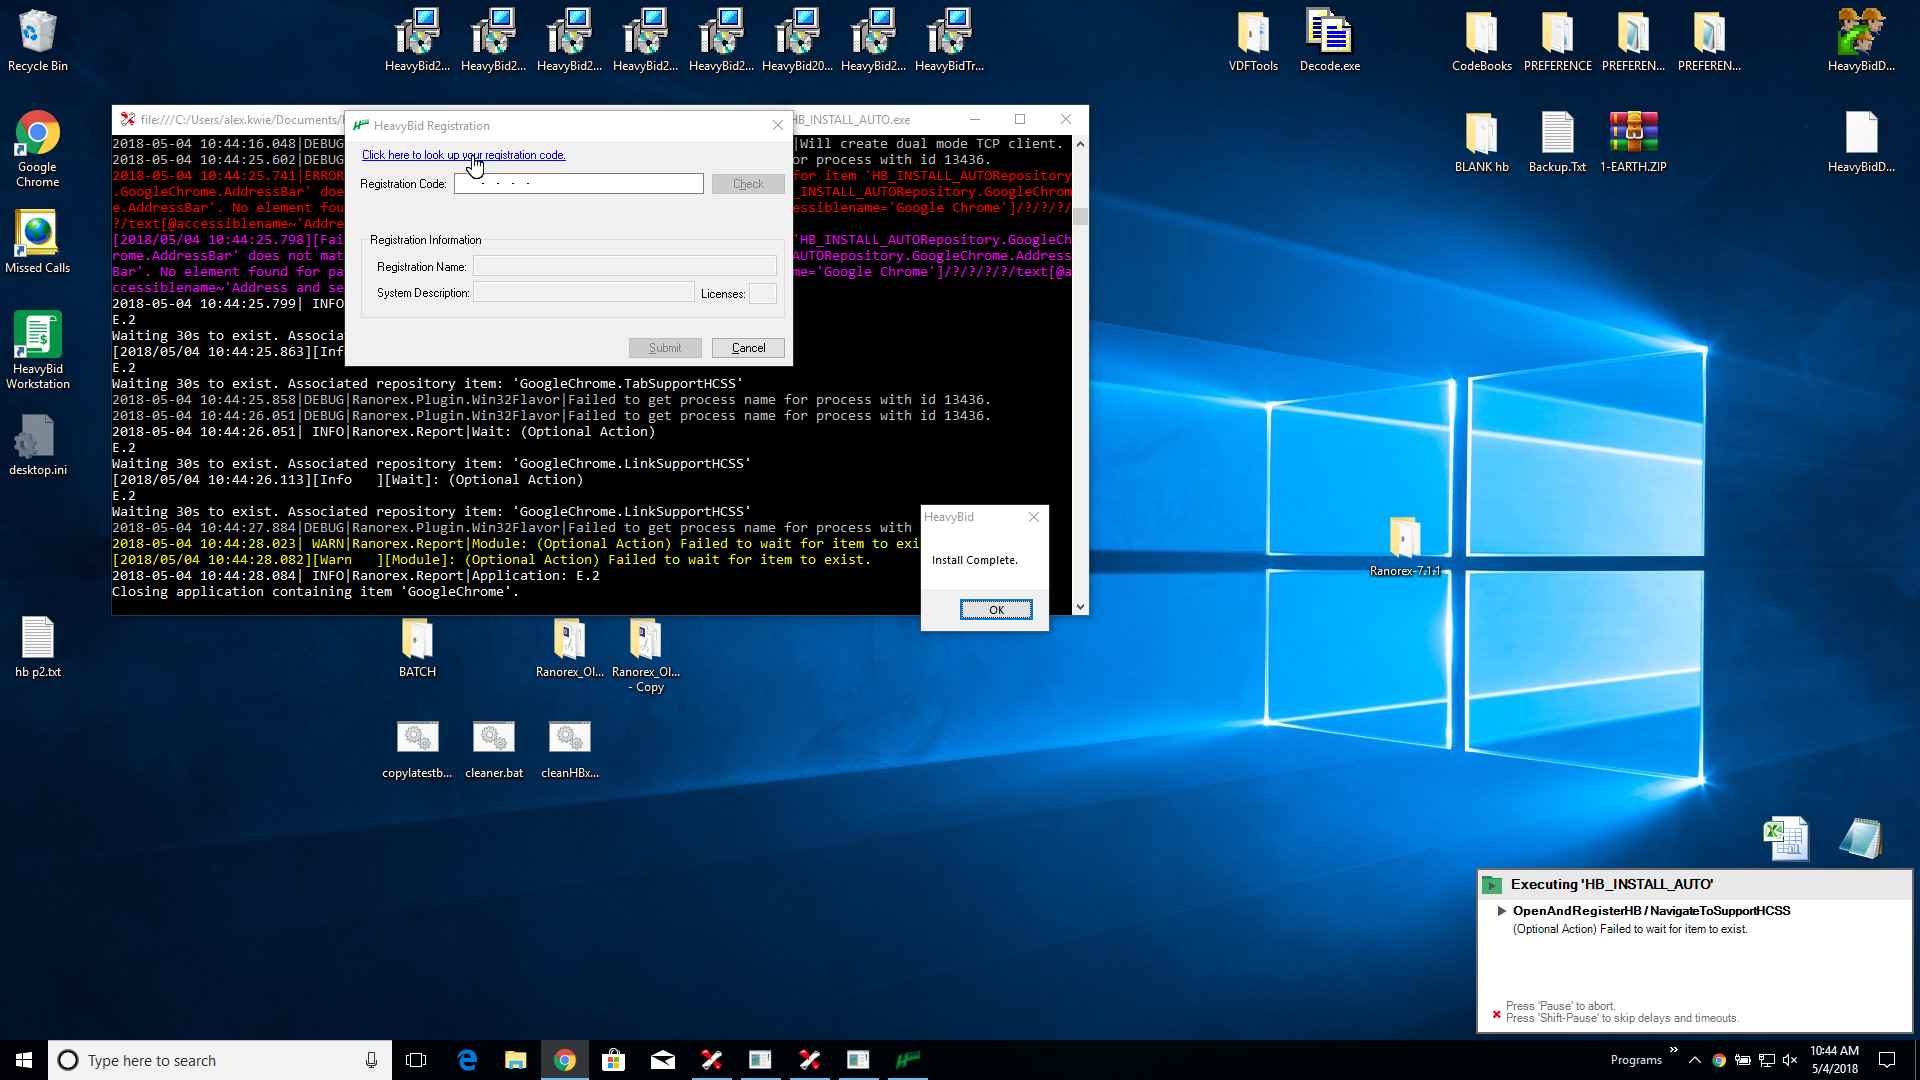 Recycle Bin
HeavyBid2...
HeavyBid2...
HeavyBid2...
HeavyBid2...
HeavyBid2...
HeavyBid20...
HeavyBid2...
HeavyBidTr...
VDFTools
Decode.exe
CodeBooks
PREFERENCE
PREFEREN...
PREFEREN...
HeavyBidD...
Google
Chrome
Missed Calls
HeavyBid
Workstation
desktop.ini
hb p2.txt
BLANK hb
Backup.Txt
1-EARTH.ZIP
HeavyBidD...
file:///C:/Users/alex.kwie/Documents/
HB_INSTALL_AUTO.exe
2018-05-04 10:44:16.048|DEBUG
|Will create dual mode TCP client.
2018-05-04 10:44:25.602|DEBUG
or process with id 13436.
2018-05-04 10:44:25.741|ERROR
for item 'HB_INSTALL_AUTORepository
.GoogleChrome.AddressBar' doe
_INSTALL_AUTORepository.GoogleChrom
e.AddressBar'. No element fou
essiblename='Google Chrome']/?/?/?/
?/text[@accessiblename~'Addre
[2018/05/04 10:44:25.798][Fai
'HB_INSTALL_AUTORepository.GoogleCh
rome.AddressBar' does not mat
AUTORepository.GoogleChrome.Address
Bar'. No element found for pa
me='Google Chrome']/?/?/?/?/text[@a
ccessiblename~'Address and se
2018-05-04 10:44:25.799| INFO
E.2
Waiting 30s to exist. Associa
[2018/05/04 10:44:25.863][Inf
E.2
Waiting 30s to exist. Associated repository item: 'GoogleChrome.TabSupportHCSS'
2018-05-04 10:44:25.858|DEBUG|Ranorex.Plugin.Win32Flavor|Failed to get process name for process with id 13436.
2018-05-04 10:44:26.051|DEBUG|Ranorex.Plugin.Win32Flavor|Failed to get process name for process with id 13436.
2018-05-04 10:44:26.051| INFO|Ranorex.Report|Wait: (Optional Action)
E.2
Waiting 30s to exist. Associated repository item: 'GoogleChrome.LinkSupportHCSS'
[2018/05/04 10:44:26.113][Info   ][Wait]: (Optional Action)
E.2
Waiting 30s to exist. Associated repository item: 'GoogleChrome.LinkSupportHCSS'
2018-05-04 10:44:27.884|DEBUG|Ranorex.Plugin.Win32Flavor|Failed to get process name for process with
2018-05-04 10:44:28.023| WARN|Ranorex.Report|Module: (Optional Action) Failed to wait for item to exi
[2018/05/04 10:44:28.082][Warn   ][Module]: (Optional Action) Failed to wait for item to exist.
2018-05-04 10:44:28.084| INFO|Ranorex.Report|Application: E.2
Closing application containing item 'GoogleChrome'.
HeavyBid Registration
Click here to look up your registration code.
Registration Code: - - - -
Check
Registration Information
Registration Name:
System Description:
Licenses:
Submit
Cancel
HeavyBid
Install Complete.
OK
Ranorex-7.1.1
BATCH
Ranorex_Ol...
Ranorex_Ol...
- Copy
copylatestb...
cleaner.bat
cleanHBx...
Executing 'HB_INSTALL_AUTO'
OpenAndRegisterHB / NavigateToSupportHCSS
(Optional Action) Failed to wait for item to exist.
Press 'Pause' to abort.
Press 'Shift-Pause' to skip delays and timeouts.
Type here to search
Programs
10:44 AM
5/4/2018